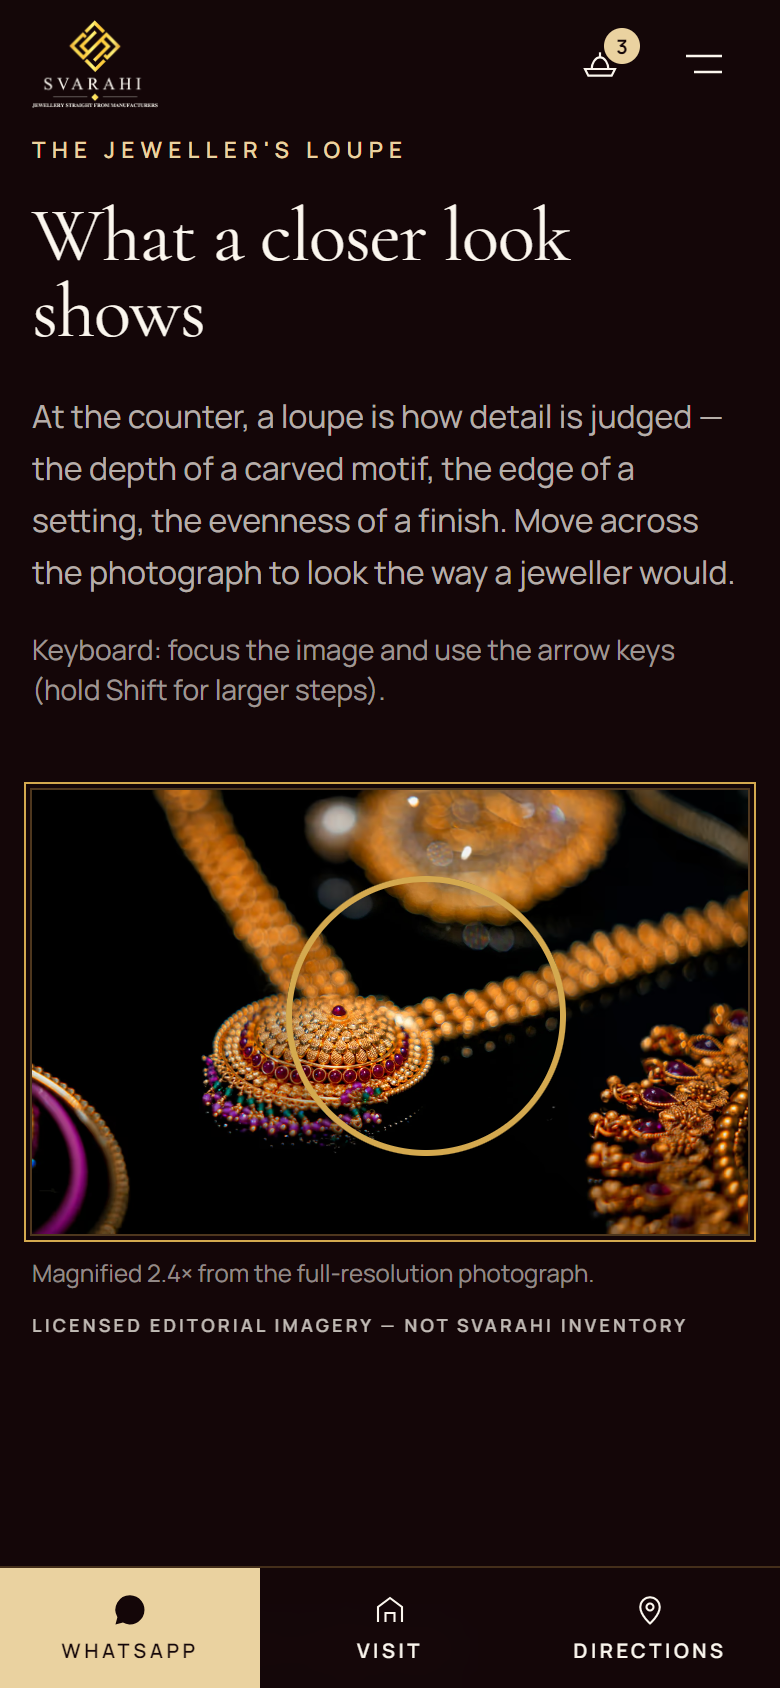 SVARAHI
JEWELLERY STRAIGHT FROM MANUFACTURERS
3
THE JEWELLER'S LOUPE
What a closer look
shows
At the counter, a loupe is how detail is judged —
the depth of a carved motif, the edge of a
setting, the evenness of a finish. Move across
the photograph to look the way a jeweller would.
Keyboard: focus the image and use the arrow keys
(hold Shift for larger steps).
Magnified 2.4× from the full-resolution photograph.
LICENSED EDITORIAL IMAGERY — NOT SVARAHI INVENTORY
WHATSAPP
VISIT
DIRECTIONS